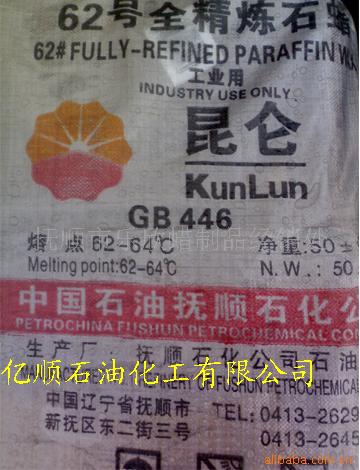 62号全精炼石蜡
62# FULLY-REFINED PARAFFIN WA
工业用
INDUSTRY USE ONLY
昆仑
KunLun
GB 446
熔点 62-64℃
净重:50±
Melting point:62-64℃
N.W.: 50
中国石油抚顺石化公
PETROCHINA FUSHUN PETROCHEMICAL CO
生产厂 抚顺石化公司石油
亿顺石油化工有限公司
OF FUSHUN PETROCHEMICAL
中国辽宁省抚顺市
TEL: 0413-2629
新抚区东二街三号
0413-2645